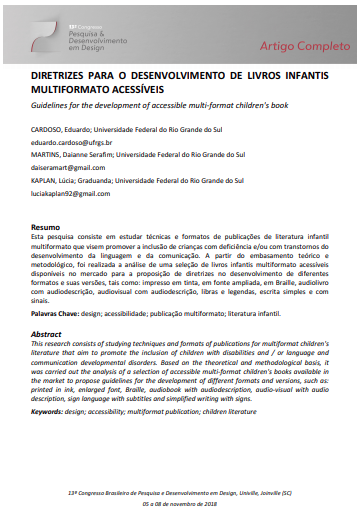 13º Congresso
Pesquisa &
Desenvolvimento
em Design
Artigo Completo
DIRETRIZES PARA O DESENVOLVIMENTO DE LIVROS INFANTIS
MULTIFORMATO ACESSÍVEIS
Guidelines for the development of accessible multi-format children's book
CARDOSO, Eduardo; Universidade Federal do Rio Grande do Sul
eduardo.cardoso@ufrgs.br
MARTINS, Daianne Serafim; Universidade Federal do Rio Grande do Sul
daiseramart@gmail.com
KAPLAN, Lúcia; Graduanda; Universidade Federal do Rio Grande do Sul
luciakaplan92@gmail.com
Resumo
Esta pesquisa consiste em estudar técnicas e formatos de publicações de literatura infantil
multiformato que visem promover a inclusão de crianças com deficiência e/ou com transtornos do
desenvolvimento da linguagem e da comunicação. A partir do embasamento teórico e
metodológico, foi realizada a análise de uma seleção de livros infantis multiformato acessíveis
disponíveis no mercado para a proposição de diretrizes no desenvolvimento de diferentes
formatos e suas versões, tais como: impresso em tinta, em fonte ampliada, em Braille, audiolivro
com audiodescrição, audiovisual com audiodescrição, libras e legendas, escrita simples e com
sinais.
Palavras Chave: design; acessibilidade; publicação multiformato; literatura infantil.
Abstract
This research consists of studying techniques and formats of publications for multiformat children's
literature that aim to promote the inclusion of children with disabilities and / or language and
communication developmental disorders. Based on the theoretical and methodological basis, it
was carried out the analysis of a selection of accessible multi-format children's books available in
the market to propose guidelines for the development of different formats and versions, such as:
printed in ink, enlarged font, Braille, audiobook with audiodescription, audio-visual with audio
description, sign language with subtitles and simplified writing with signs.
Keywords: design; accessibility; multiformat publication; children literature
13º Congresso Brasileiro de Pesquisa e Desenvolvimento em Design, Univille, Joinville (SC)
05 a 08 de novembro de 2018